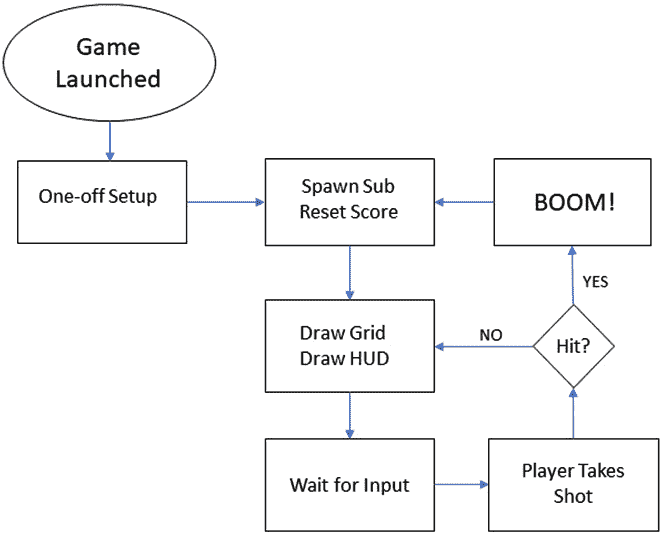 Game
Launched
One-off Setup
Spawn Sub
Reset Score
BOOM!
YES
Draw Grid
Draw HUD
NO
Hit?
Wait for Input
Player Takes
Shot